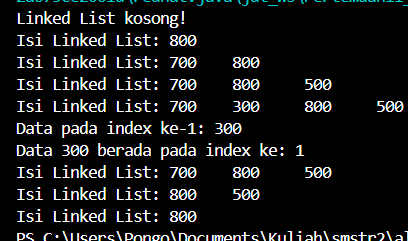 Linked List kosong!
Isi Linked List: 800
Isi Linked List: 700 800
Isi Linked List: 700 800 500
Isi Linked List: 700 300 800 500
Data pada index ke-1: 300
Data 300 berada pada index ke: 1
Isi Linked List: 700 800 500
Isi Linked List: 800 500
Isi Linked List: 800
PS C:\Users\Pongo\Documents\Kuliah\smstr2\al